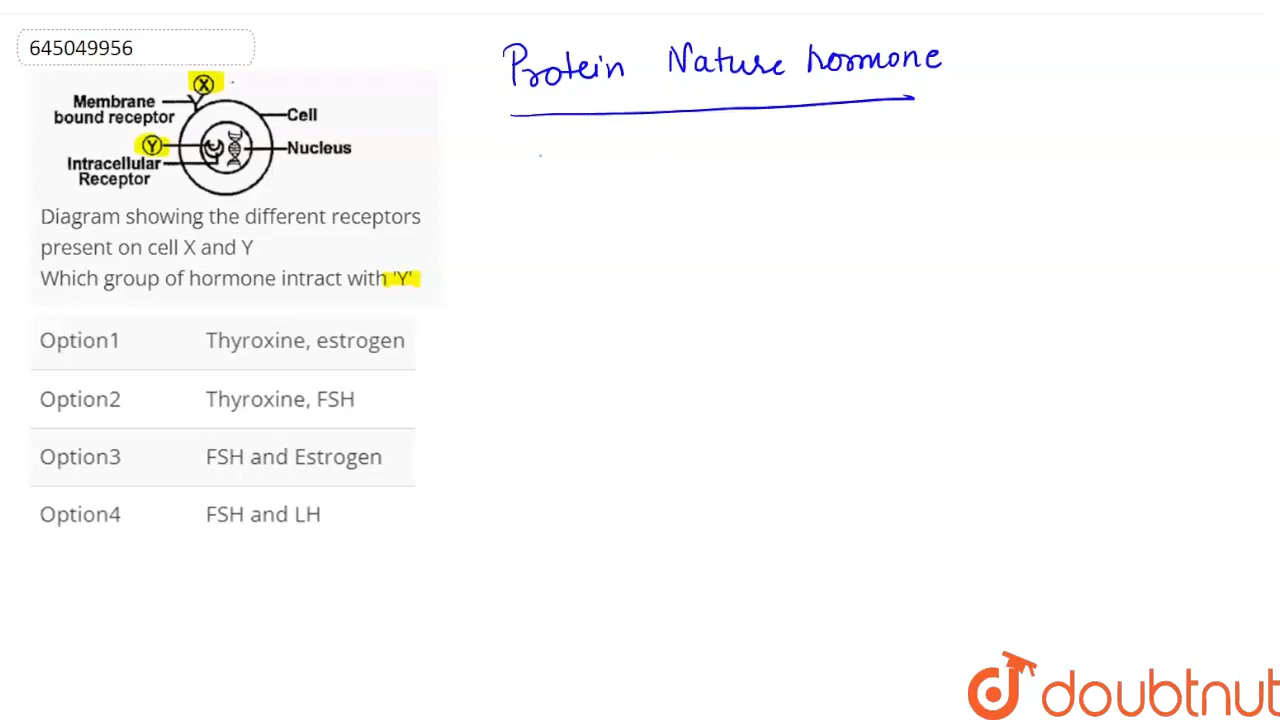 645049956
Protein Nature hormone
X
Membrane
bound receptor
Cell
Y
Nucleus
Intracellular
Receptor
Diagram showing the different receptors
present on cell X and Y
Which group of hormone intract with 'Y'
Option1 Thyroxine, estrogen
Option2 Thyroxine, FSH
Option3 FSH and Estrogen
Option4 FSH and LH
doubtnut